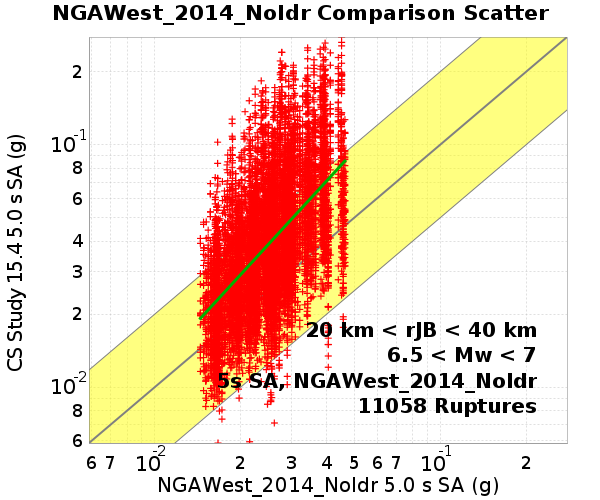 NGAWest_2014_NoIdr Comparison Scatter
CS Study 15.4 5.0 s SA (g)
2
10-1
8
6
4
3
2
10-2
8
6
20 km < rJB < 40 km
6.5 < Mw < 7
5s SA, NGAWest_2014_NoIdr
11058 Ruptures
6 7 10-2 2 3 4 5 6 7 10-1 2
NGAWest_2014_NoIdr 5.0 s SA (g)